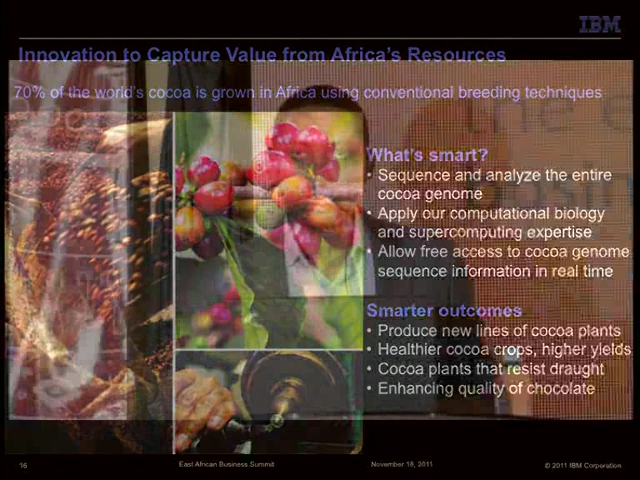 IBM
Innovation to Capture Value from Africa's Resources
70% of the world's cocoa is grown in Africa using conventional breeding techniques
What's smart?
• Sequence and analyze the entire
cocoa genome
• Apply our computational biology
and supercomputing expertise
• Allow free access to cocoa genome
sequence information in real time
Smarter outcomes
• Produce new lines of cocoa plants
• Healthier cocoa crops, higher yields
• Cocoa plants that resist draught
• Enhancing quality of chocolate
16
East African Business Summit
November 18, 2011
© 2011 IBM Corporation